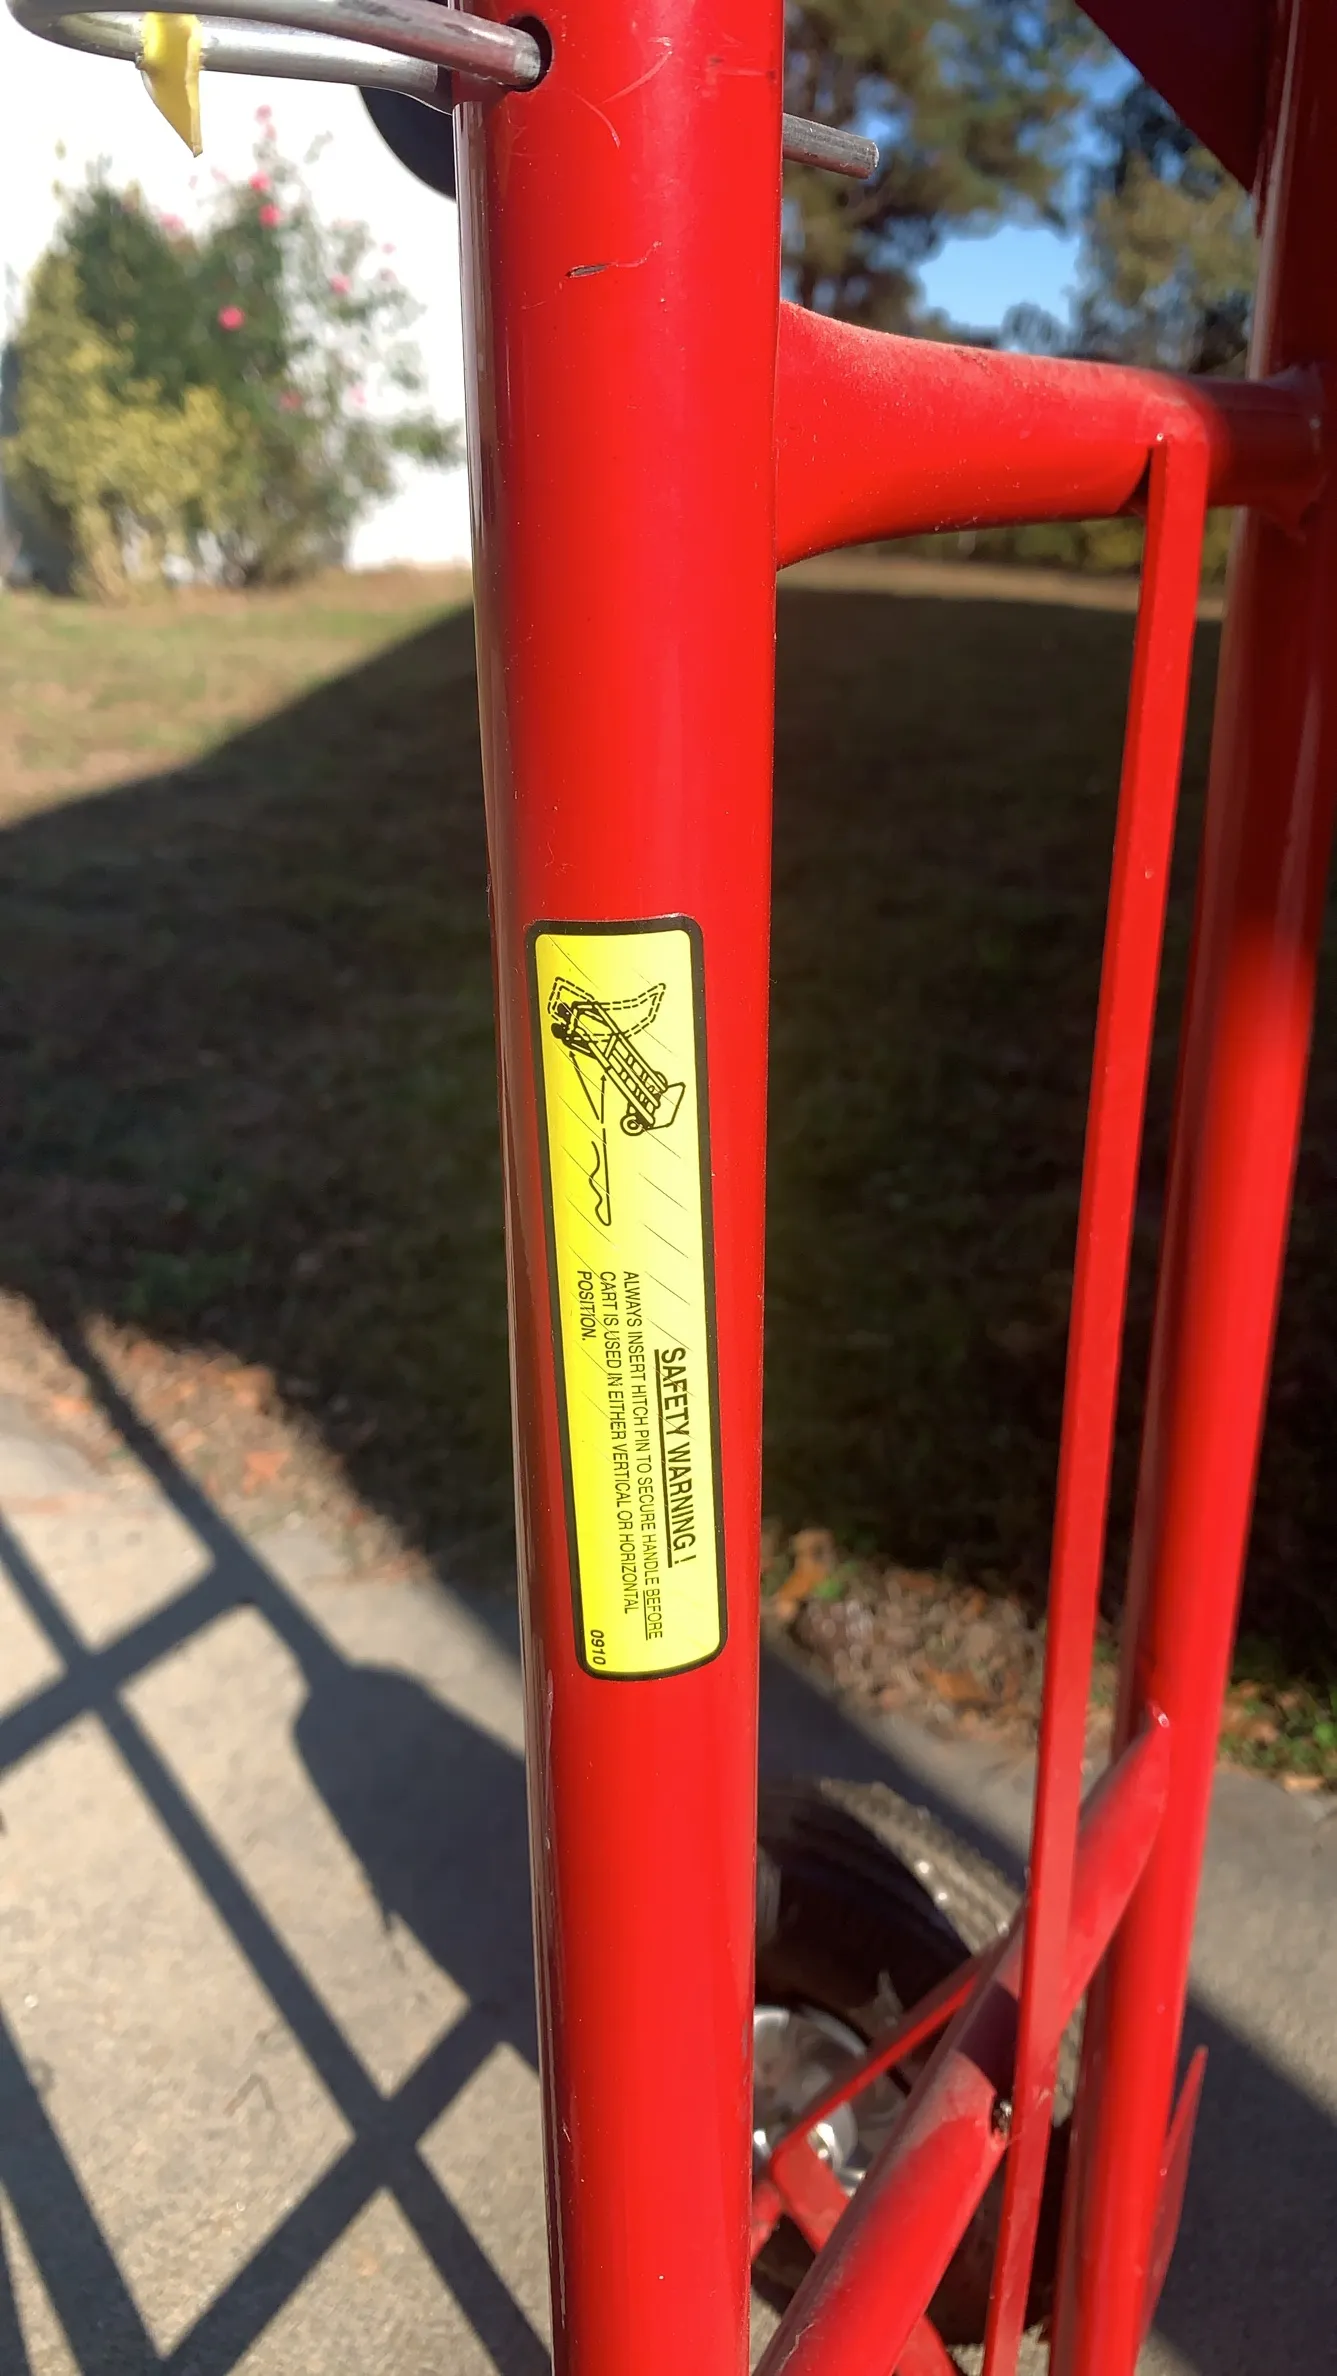 SAFETY WARNING!
ALWAYS INSERT HITCH PIN TO SECURE HANDLE BEFORE
CART IS USED IN EITHER VERTICAL OR HORIZONTAL
POSITION.
0910